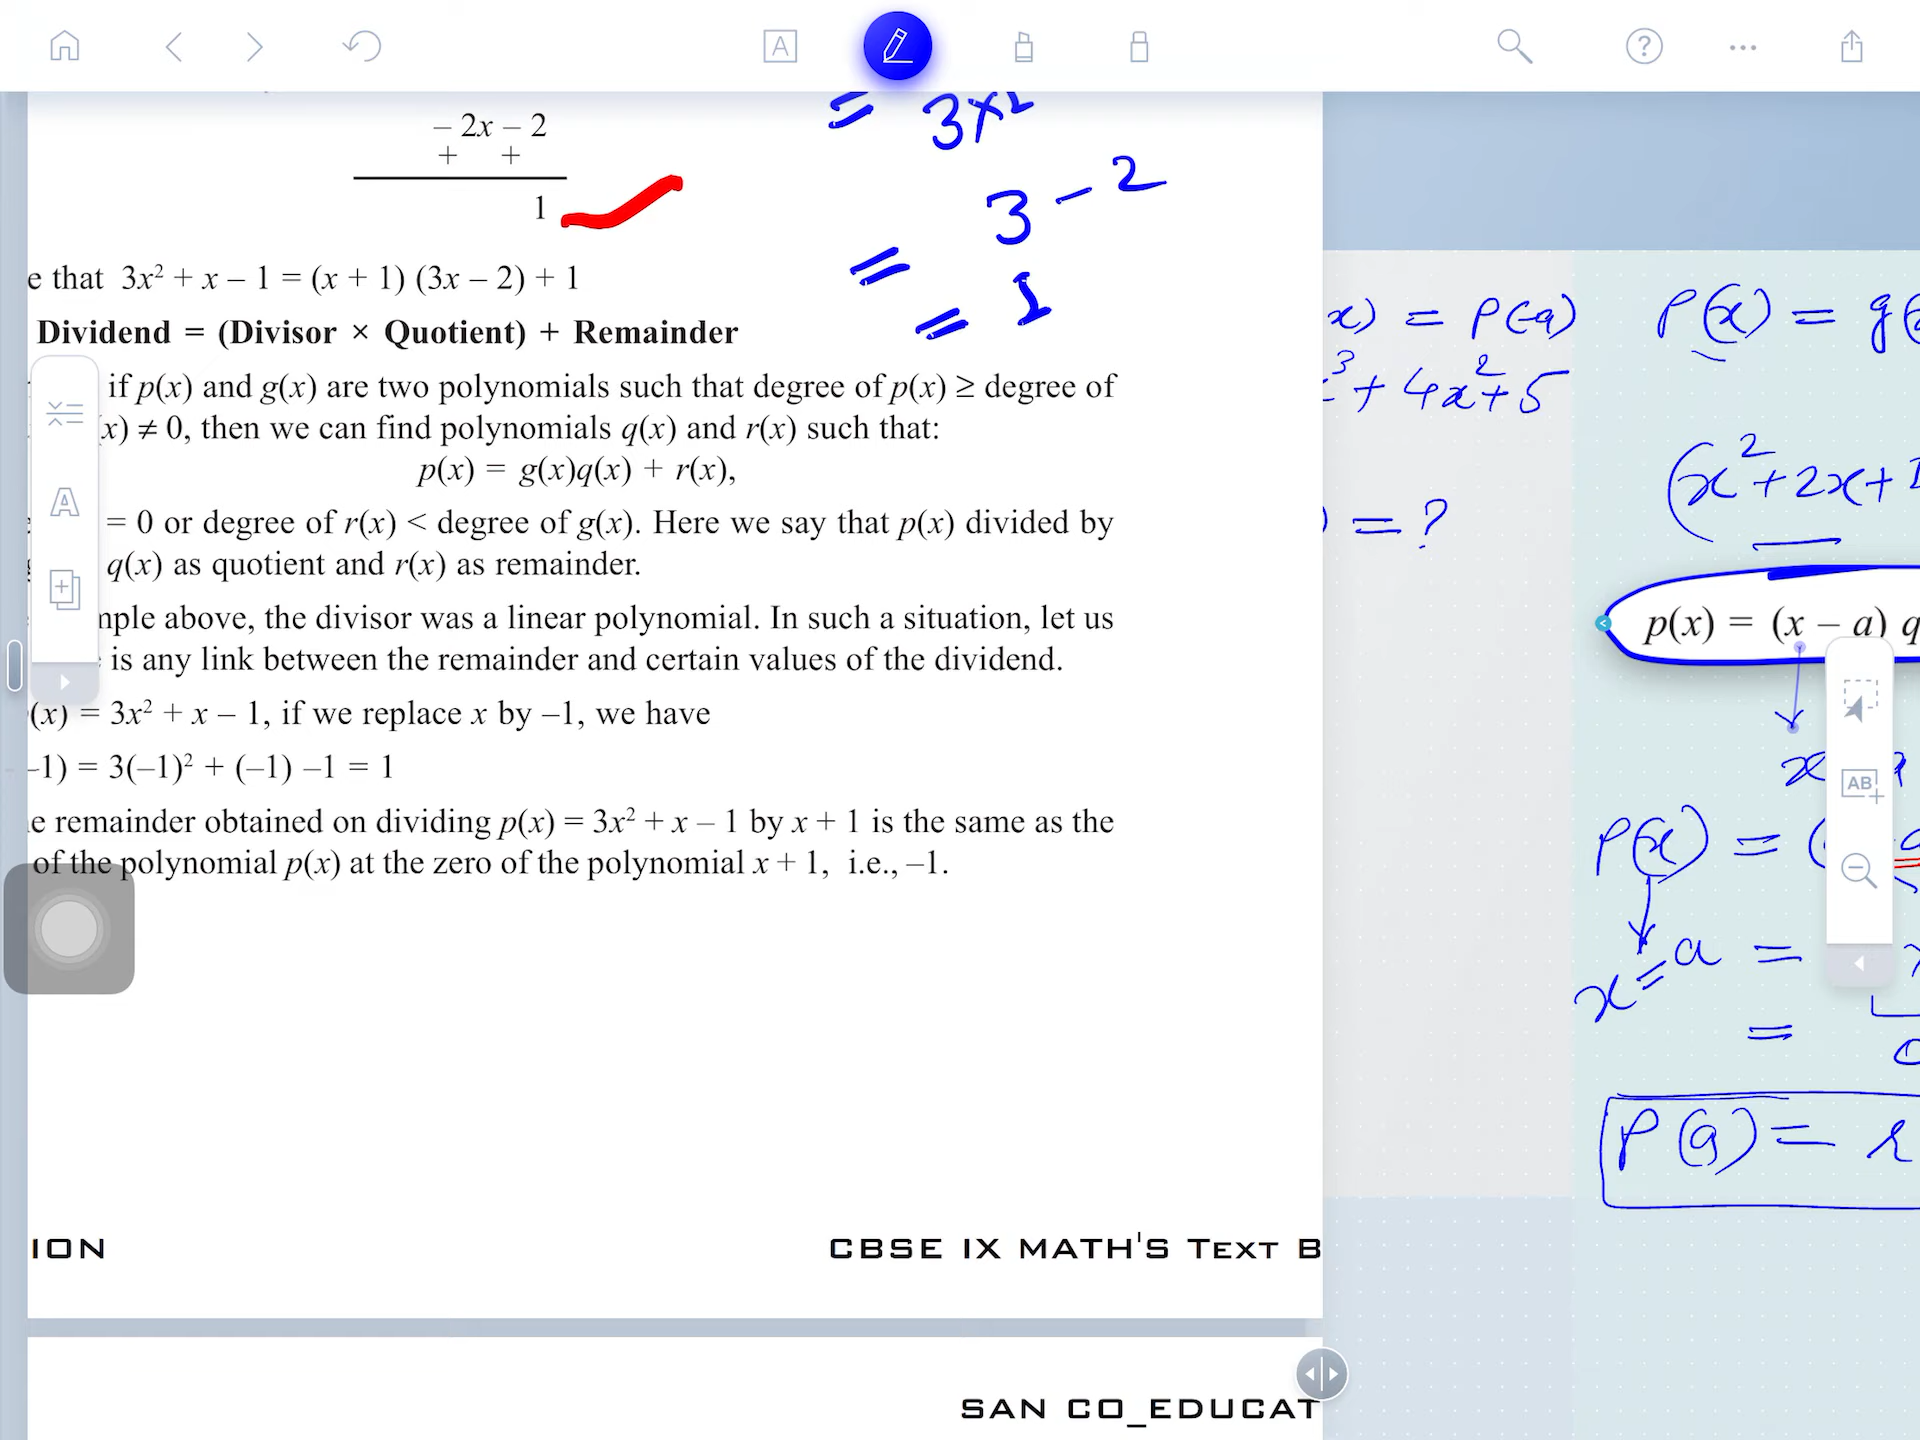 – 2x – 2
+ +
1
e that 3x² + x – 1 = (x + 1) (3x – 2) + 1
Dividend = (Divisor × Quotient) + Remainder
if p(x) and g(x) are two polynomials such that degree of p(x) ≥ degree of
x) ≠ 0, then we can find polynomials q(x) and r(x) such that:
p(x) = g(x)q(x) + r(x),
= 0 or degree of r(x) < degree of g(x). Here we say that p(x) divided by
q(x) as quotient and r(x) as remainder.
mple above, the divisor was a linear polynomial. In such a situation, let us
is any link between the remainder and certain values of the dividend.
(x) = 3x² + x – 1, if we replace x by –1, we have
–1) = 3(–1)² + (–1) –1 = 1
e remainder obtained on dividing p(x) = 3x² + x – 1 by x + 1 is the same as the
of the polynomial p(x) at the zero of the polynomial x + 1, i.e., –1.
ION
CBSE IX MATH'S TEXT B
SAN CO_EDUCAT
= 3x²
3 – 2
=
= 1
x) = P(-a)
³ + 4x² + 5
) = ?
P(x) = g(x
(x² + 2x + 1
p(x) = (x – a) q
P(x) = (
x = a =
=
P(a) = r
A
A
AB
?